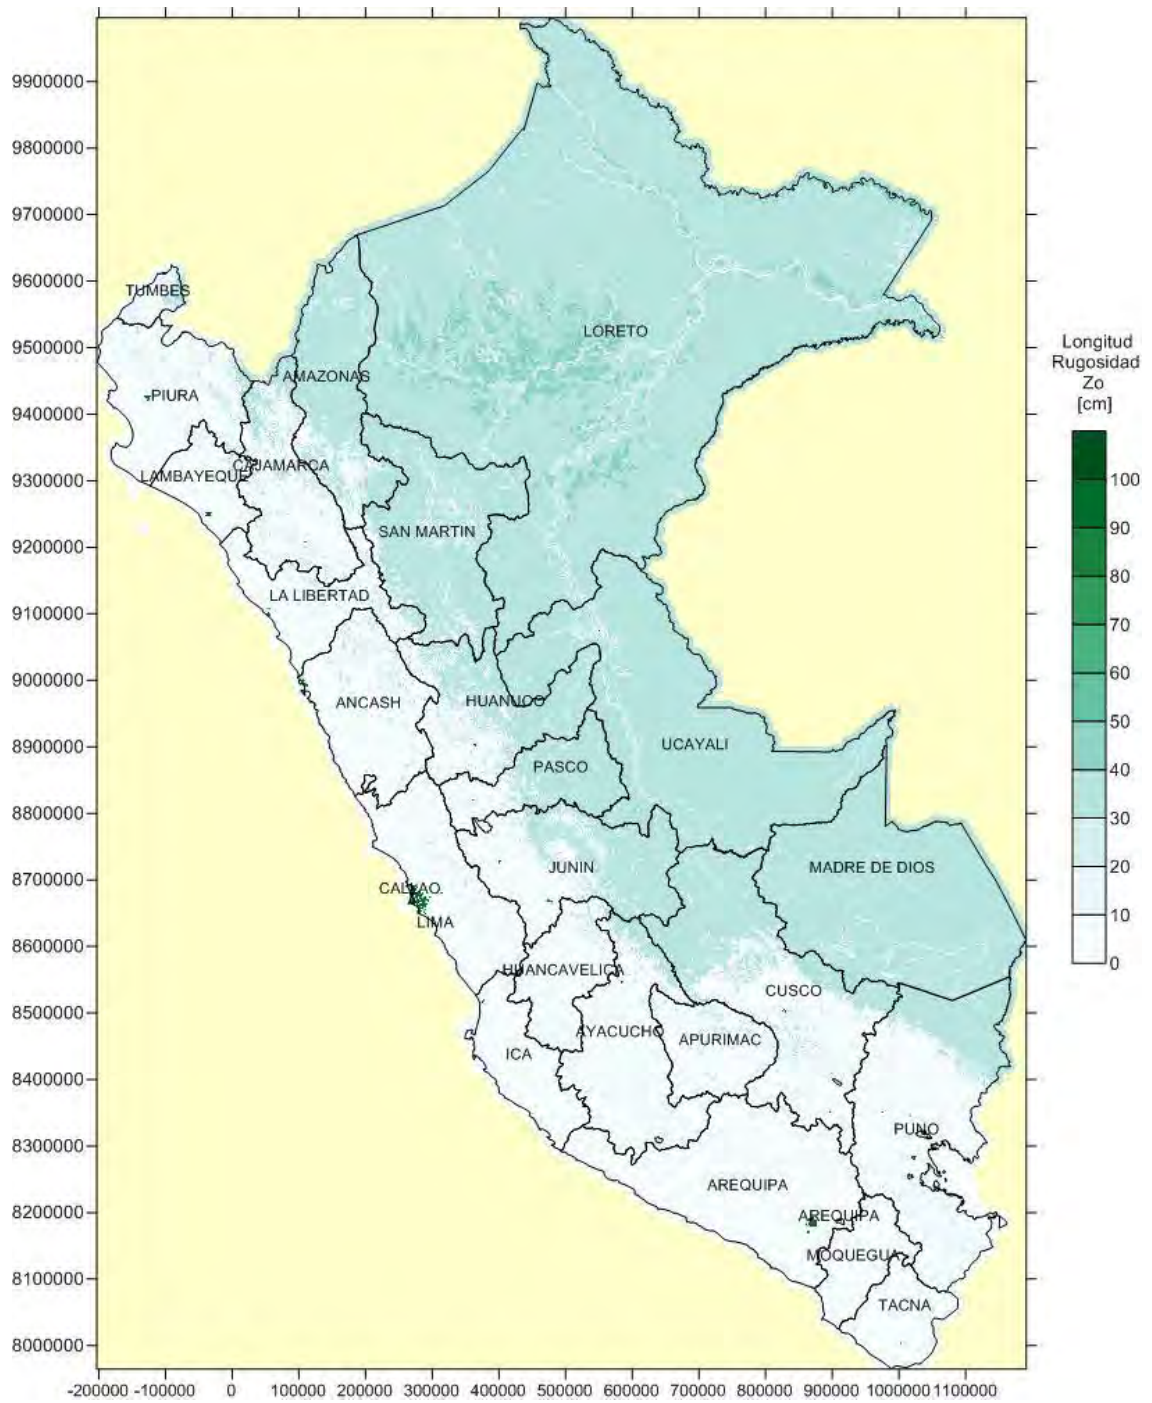 9900000
9800000
9700000
9600000
9500000
9400000
9300000
9200000
9100000
9000000
8900000
8800000
8700000
8600000
8500000
8400000
8300000
8200000
8100000
8000000
-200000 -100000 0 100000 200000 300000 400000 500000 600000 700000 800000 900000 1000000 1100000
TUMBES
LORETO
AMAZONAS
PIURA
CAJAMARCA
LAMBAYEQUE
SAN MARTIN
LA LIBERTAD
HUANUCO
ANCASH
UCAYALI
PASCO
JUNIN
MADRE DE DIOS
CALLAO
LIMA
HUANCAVELICA
CUSCO
AYACUCHO
APURIMAC
ICA
PUNO
AREQUIPA
AREQUIPA
MOQUEGUA
TACNA
Longitud
Rugosidad
Zo
[cm]
100
90
80
70
60
50
40
30
20
10
0